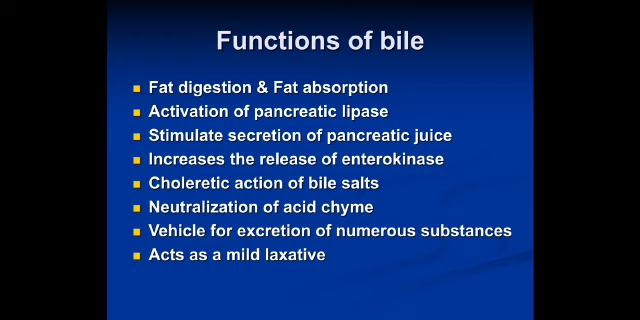 Functions of bile
Fat digestion & Fat absorption
Activation of pancreatic lipase
Stimulate secretion of pancreatic juice
Increases the release of enterokinase
Choleretic action of bile salts
Neutralization of acid chyme
Vehicle for excretion of numerous substances
Acts as a mild laxative